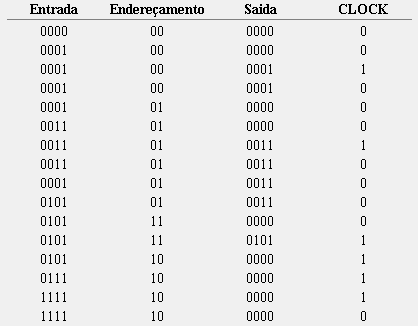 Entrada Endereçamento Saida CLOCK
0000 00 0000 0
0001 00 0000 0
0001 00 0001 1
0001 00 0001 0
0001 01 0000 0
0011 01 0000 0
0011 01 0011 1
0011 01 0011 0
0001 01 0011 0
0101 01 0011 0
0101 11 0000 0
0101 11 0101 1
0101 10 0000 1
0111 10 0000 1
1111 10 0000 1
1111 10 0000 0